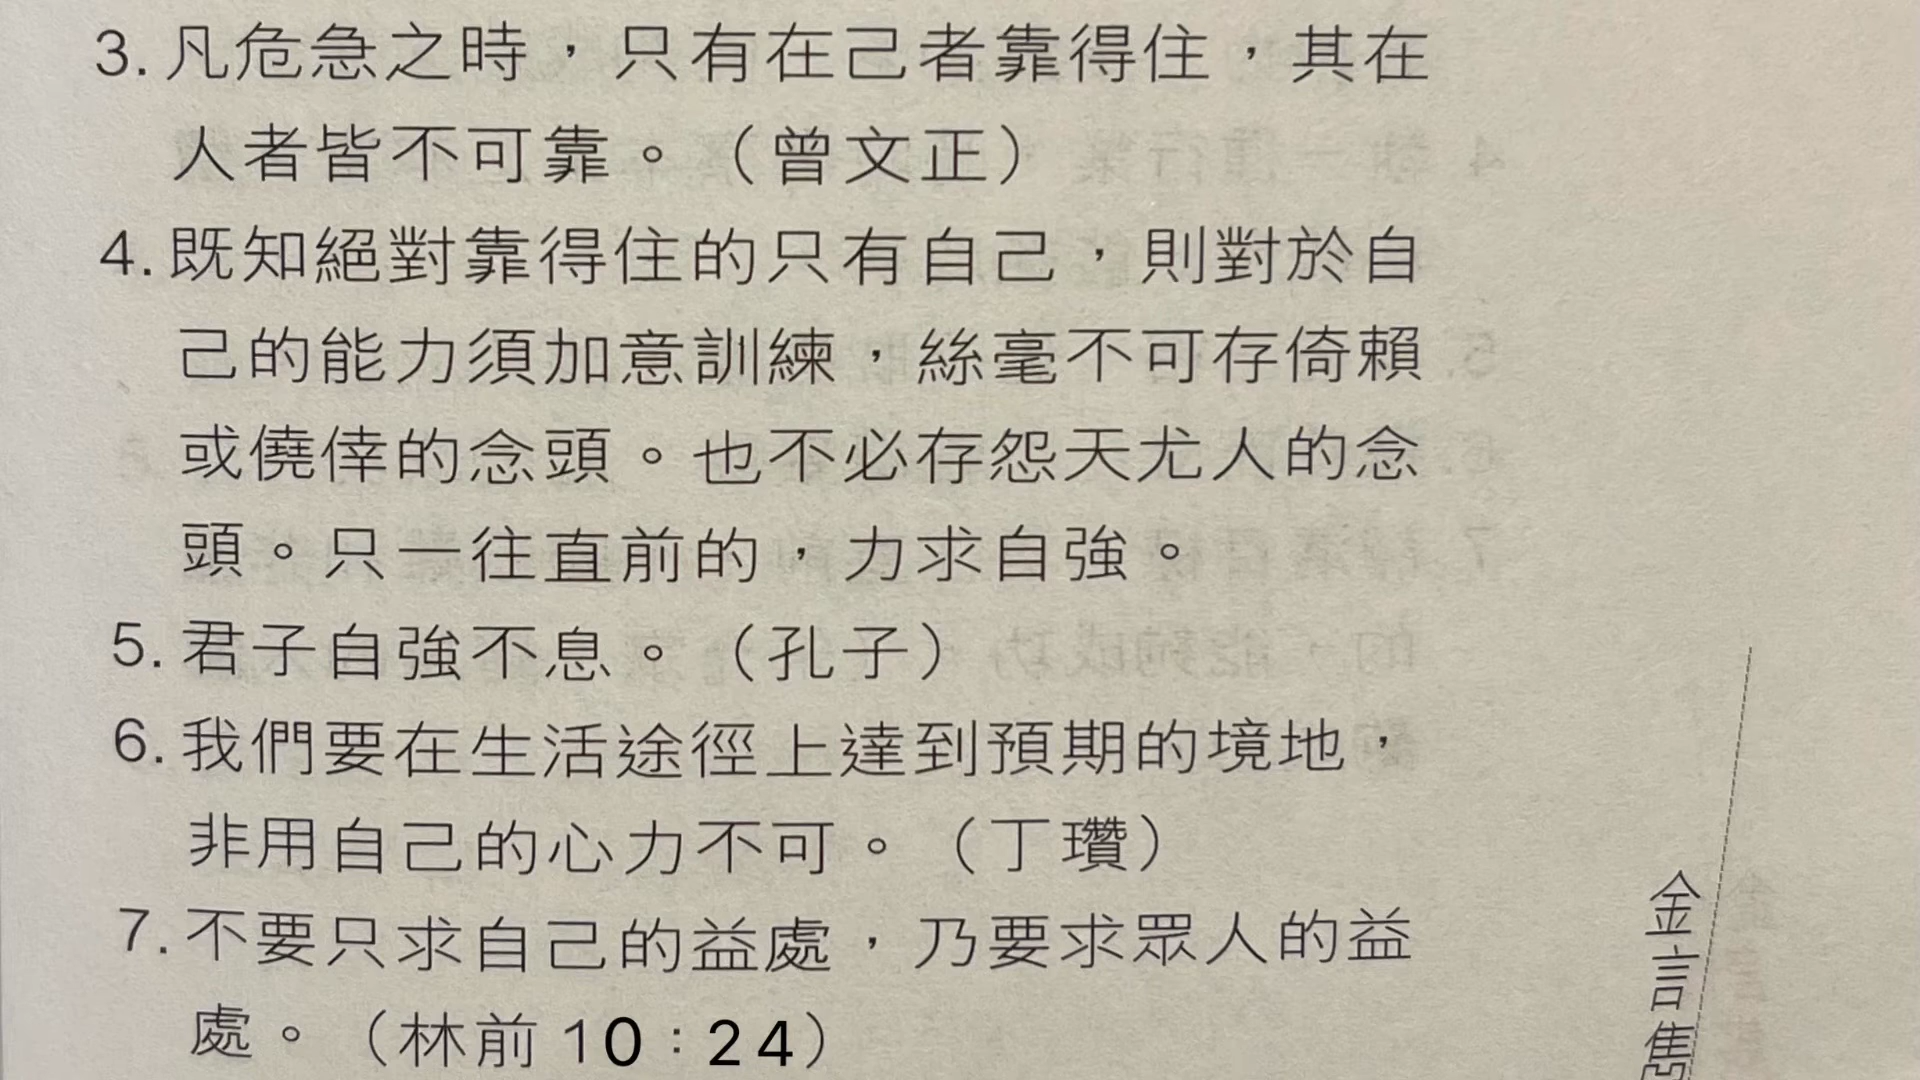 3. 凡危急之時，只有在己者靠得住，其在
人者皆不可靠。（曾文正）
4. 既知絕對靠得住的只有自己，則對於自
己的能力須加意訓練，絲毫不可存倚賴
或僥倖的念頭。也不必存怨天尤人的念
頭。只一往直前的，力求自強。
5. 君子自強不息。（孔子）
6. 我們要在生活途徑上達到預期的境地，
非用自己的心力不可。（丁瓚）
7. 不要只求自己的益處，乃要求眾人的益
處。（林前10：24）
金言雋